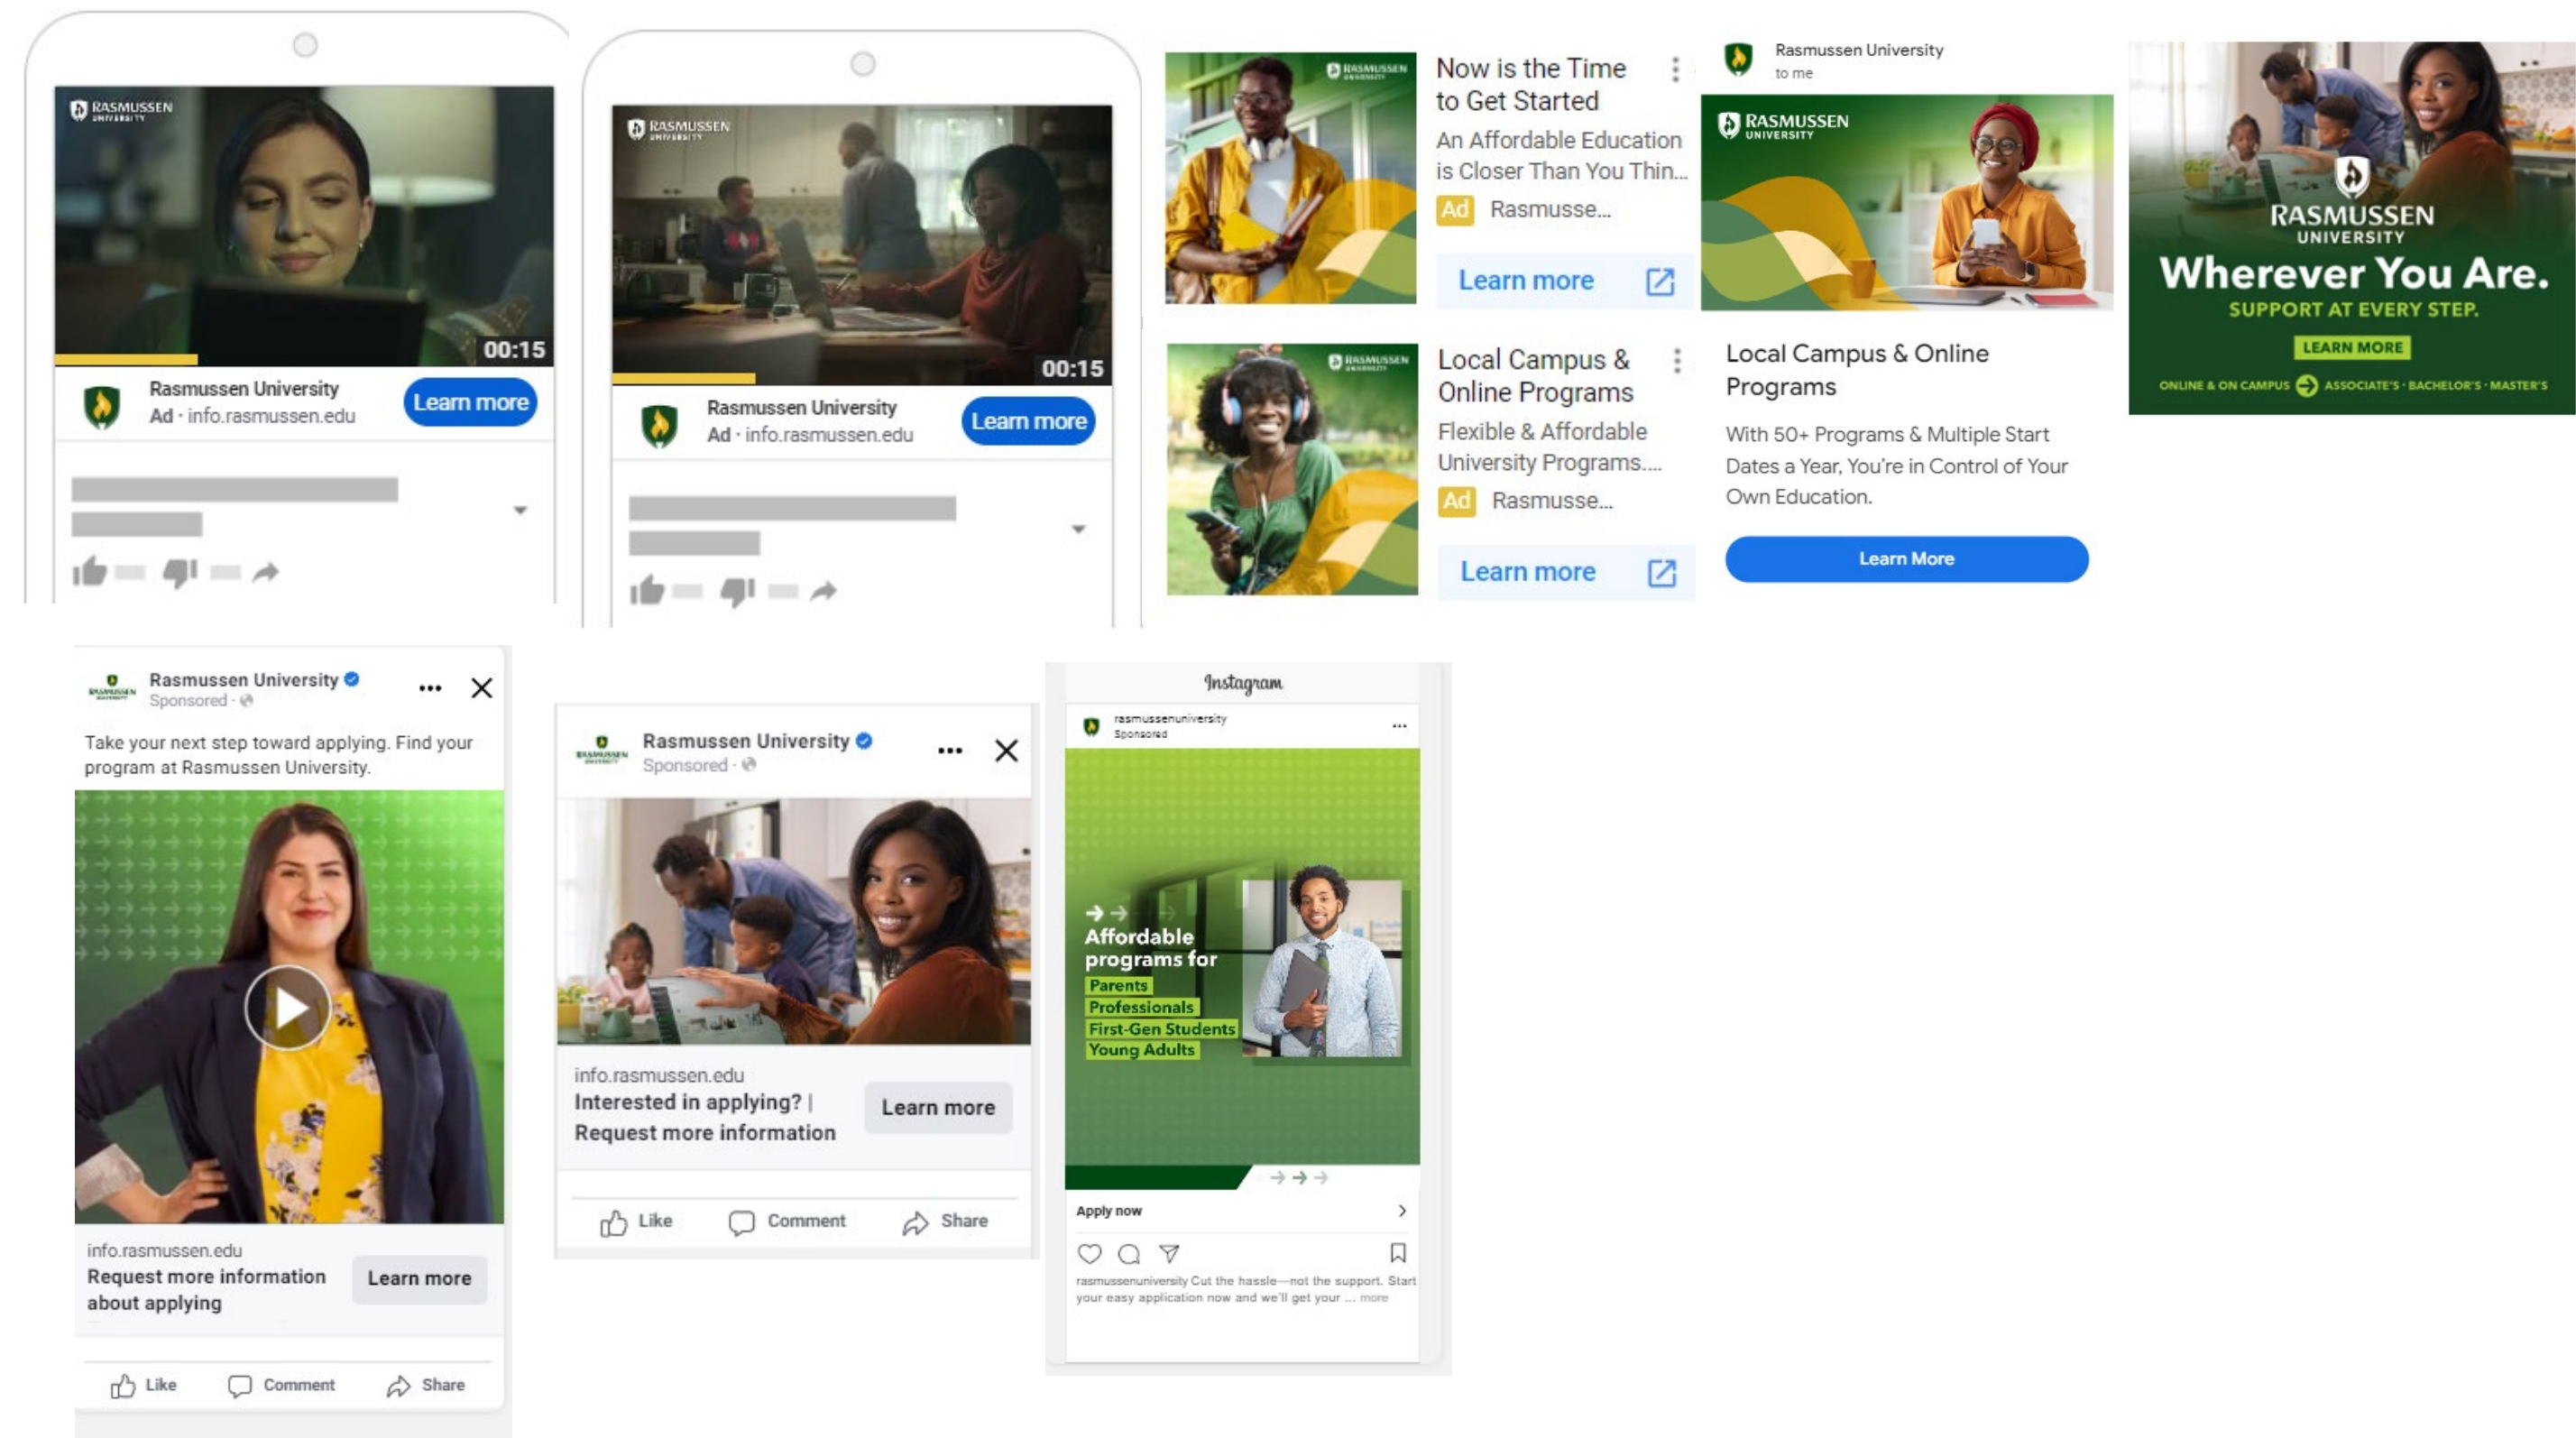 RASMUSSEN
UNIVERSITY
00:15
Rasmussen University
Ad · info.rasmussen.edu
Learn more
RASMUSSEN
UNIVERSITY
00:15
Rasmussen University
Ad · info.rasmussen.edu
Learn more
RASMUSSEN
UNIVERSITY
Now is the Time
to Get Started
An Affordable Education
is Closer Than You Thin...
Ad Rasmusse...
Learn more
RASMUSSEN
UNIVERSITY
Local Campus &
Online Programs
Flexible & Affordable
University Programs....
Ad Rasmusse...
Learn more
Rasmussen University
to me
RASMUSSEN
UNIVERSITY
Local Campus & Online
Programs
With 50+ Programs & Multiple Start
Dates a Year, You're in Control of Your
Own Education.
Learn More
RASMUSSEN
UNIVERSITY
Wherever You Are.
SUPPORT AT EVERY STEP.
LEARN MORE
ONLINE & ON CAMPUS ASSOCIATE'S · BACHELOR'S · MASTER'S
RASMUSSEN
UNIVERSITY
Rasmussen University
Sponsored ·
Take your next step toward applying. Find your
program at Rasmussen University.
info.rasmussen.edu
Request more information
about applying
Learn more
Like Comment Share
RASMUSSEN
UNIVERSITY
Rasmussen University
Sponsored ·
info.rasmussen.edu
Interested in applying? |
Request more information
Learn more
Like Comment Share
Instagram
rasmussenuniversity
Sponsored
Affordable
programs for
Parents
Professionals
First-Gen Students
Young Adults
Apply now
rasmussenuniversity Cut the hassle—not the support. Start
your easy application now and we'll get your ... more